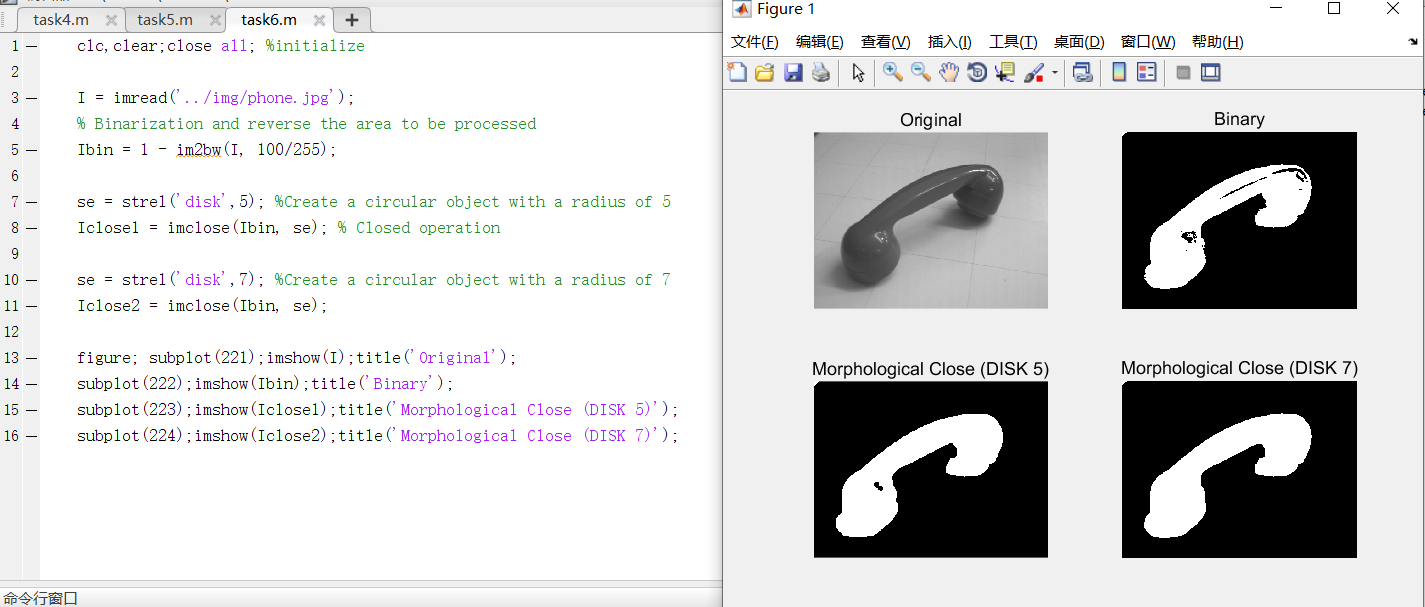 task4.m task5.m task6.m
1 clc,clear;close all; %initialize
2
3 I = imread('../img/phone.jpg');
4 % Binarization and reverse the area to be processed
5 Ibin = 1 - im2bw(I, 100/255);
6
7 se = strel('disk',5); %Create a circular object with a radius of 5
8 Iclose1 = imclose(Ibin, se); % Closed operation
9
10 se = strel('disk',7); %Create a circular object with a radius of 7
11 Iclose2 = imclose(Ibin, se);
12
13 figure; subplot(221);imshow(I);title('Original');
14 subplot(222);imshow(Ibin);title('Binary');
15 subplot(223);imshow(Iclose1);title('Morphological Close (DISK 5)');
16 subplot(224);imshow(Iclose2);title('Morphological Close (DISK 7)');
命令行窗口
Figure 1
文件(F) 编辑(E) 查看(V) 插入(I) 工具(T) 桌面(D) 窗口(W) 帮助(H)
Original
Binary
Morphological Close (DISK 5)
Morphological Close (DISK 7)